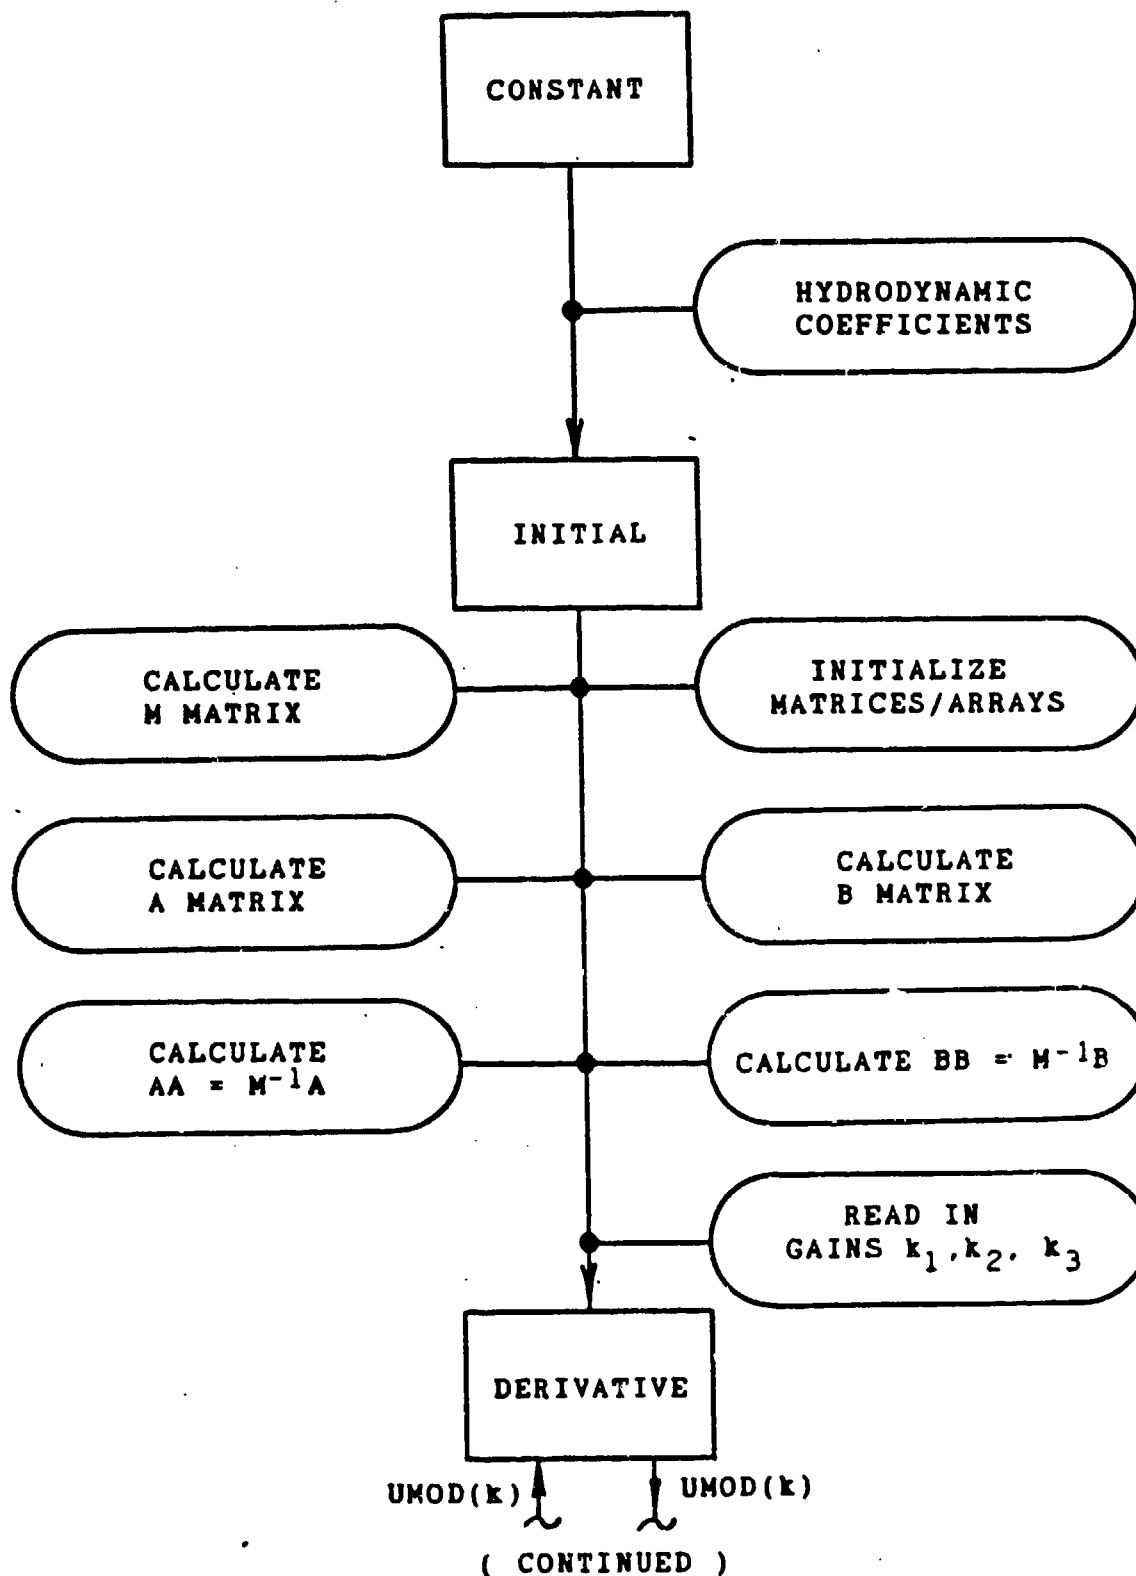 CONSTANT
HYDRODYNAMIC
COEFFICIENTS
INITIAL
CALCULATE
M MATRIX
INITIALIZE
MATRICES/ARRAYS
CALCULATE
A MATRIX
CALCULATE
B MATRIX
CALCULATE
AA = M⁻¹A
CALCULATE BB = M⁻¹B
READ IN
GAINS k₁,k₂, k₃
DERIVATIVE
UMOD(k)
UMOD(k)
( CONTINUED )